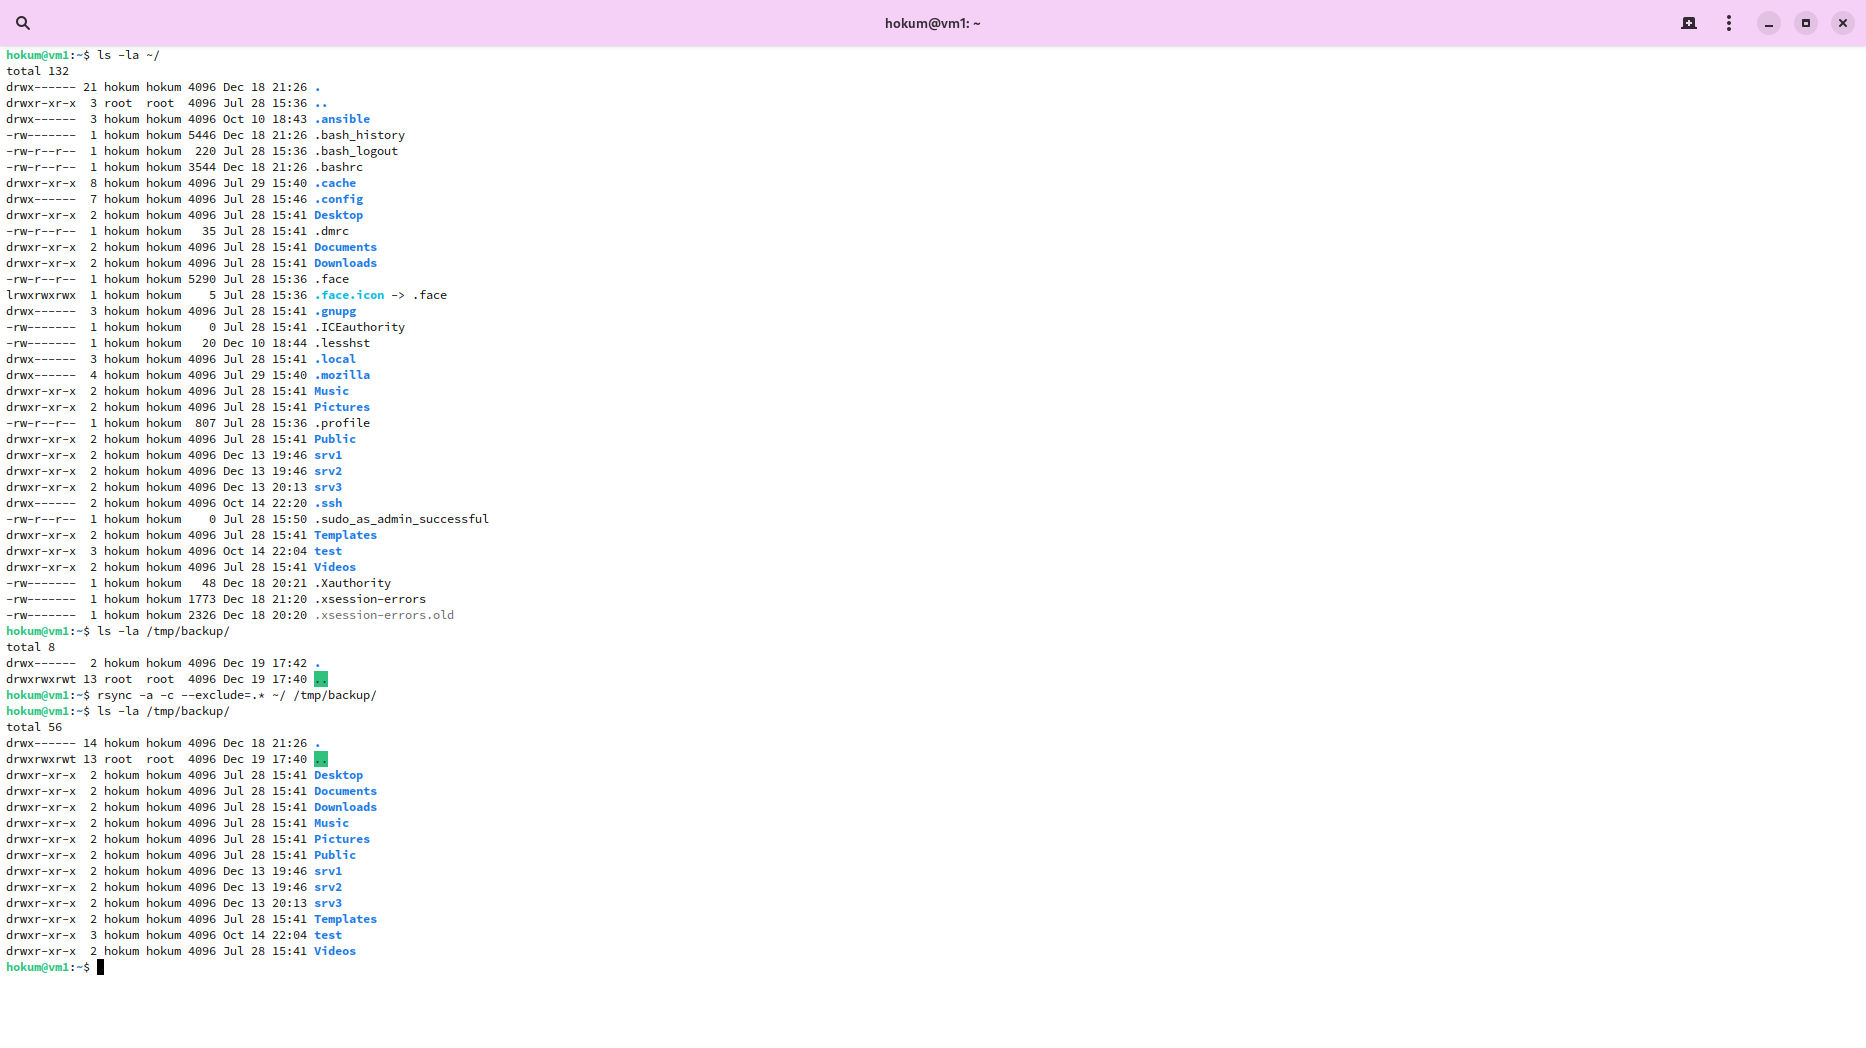 hokum@vm1: ~
hokum@vm1:~$ ls -la ~/
total 132
drwx------ 21 hokum hokum 4096 Dec 18 21:26 .
drwxr-xr-x  3 root  root  4096 Jul 28 15:36 ..
drwx------  3 hokum hokum 4096 Oct 10 18:43 .ansible
-rw-------  1 hokum hokum 5446 Dec 18 21:26 .bash_history
-rw-r--r--  1 hokum hokum  220 Jul 28 15:36 .bash_logout
-rw-r--r--  1 hokum hokum 3544 Dec 18 21:26 .bashrc
drwxr-xr-x  8 hokum hokum 4096 Jul 29 15:40 .cache
drwx------  7 hokum hokum 4096 Jul 28 15:46 .config
drwxr-xr-x  2 hokum hokum 4096 Jul 28 15:41 Desktop
-rw-r--r--  1 hokum hokum   35 Jul 28 15:41 .dmrc
drwxr-xr-x  2 hokum hokum 4096 Jul 28 15:41 Documents
drwxr-xr-x  2 hokum hokum 4096 Jul 28 15:41 Downloads
-rw-r--r--  1 hokum hokum 5290 Jul 28 15:36 .face
lrwxrwxrwx  1 hokum hokum    5 Jul 28 15:36 .face.icon -> .face
drwx------  3 hokum hokum 4096 Jul 28 15:41 .gnupg
-rw-------  1 hokum hokum    0 Jul 28 15:41 .ICEauthority
-rw-------  1 hokum hokum   20 Dec 10 18:44 .lesshst
drwx------  3 hokum hokum 4096 Jul 28 15:41 .local
drwx------  4 hokum hokum 4096 Jul 29 15:40 .mozilla
drwxr-xr-x  2 hokum hokum 4096 Jul 28 15:41 Music
drwxr-xr-x  2 hokum hokum 4096 Jul 28 15:41 Pictures
-rw-r--r--  1 hokum hokum  807 Jul 28 15:36 .profile
drwxr-xr-x  2 hokum hokum 4096 Jul 28 15:41 Public
drwxr-xr-x  2 hokum hokum 4096 Dec 13 19:46 srv1
drwxr-xr-x  2 hokum hokum 4096 Dec 13 19:46 srv2
drwxr-xr-x  2 hokum hokum 4096 Dec 13 20:13 srv3
drwx------  2 hokum hokum 4096 Oct 14 22:20 .ssh
-rw-r--r--  1 hokum hokum    0 Jul 28 15:50 .sudo_as_admin_successful
drwxr-xr-x  2 hokum hokum 4096 Jul 28 15:41 Templates
drwxr-xr-x  3 hokum hokum 4096 Oct 14 22:04 test
drwxr-xr-x  2 hokum hokum 4096 Jul 28 15:41 Videos
-rw-------  1 hokum hokum   48 Dec 18 20:21 .Xauthority
-rw-------  1 hokum hokum 1773 Dec 18 21:20 .xsession-errors
-rw-------  1 hokum hokum 2326 Dec 18 20:20 .xsession-errors.old
hokum@vm1:~$ ls -la /tmp/backup/
total 8
drwx------  2 hokum hokum 4096 Dec 19 17:42 .
drwxrwxrwt 13 root  root  4096 Dec 19 17:40 ..
hokum@vm1:~$ rsync -a -c --exclude=.* ~/ /tmp/backup/
hokum@vm1:~$ ls -la /tmp/backup/
total 56
drwx------ 14 hokum hokum 4096 Dec 18 21:26 .
drwxrwxrwt 13 root  root  4096 Dec 19 17:40 ..
drwxr-xr-x  2 hokum hokum 4096 Jul 28 15:41 Desktop
drwxr-xr-x  2 hokum hokum 4096 Jul 28 15:41 Documents
drwxr-xr-x  2 hokum hokum 4096 Jul 28 15:41 Downloads
drwxr-xr-x  2 hokum hokum 4096 Jul 28 15:41 Music
drwxr-xr-x  2 hokum hokum 4096 Jul 28 15:41 Pictures
drwxr-xr-x  2 hokum hokum 4096 Jul 28 15:41 Public
drwxr-xr-x  2 hokum hokum 4096 Dec 13 19:46 srv1
drwxr-xr-x  2 hokum hokum 4096 Dec 13 19:46 srv2
drwxr-xr-x  2 hokum hokum 4096 Dec 13 20:13 srv3
drwxr-xr-x  2 hokum hokum 4096 Jul 28 15:41 Templates
drwxr-xr-x  3 hokum hokum 4096 Oct 14 22:04 test
drwxr-xr-x  2 hokum hokum 4096 Jul 28 15:41 Videos
hokum@vm1:~$